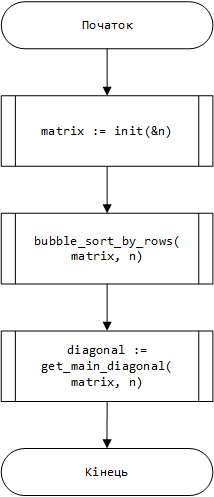 Початок
matrix := init(&n)
bubble_sort_by_rows(
matrix, n)
diagonal :=
get_main_diagonal(
matrix, n)
Кінець